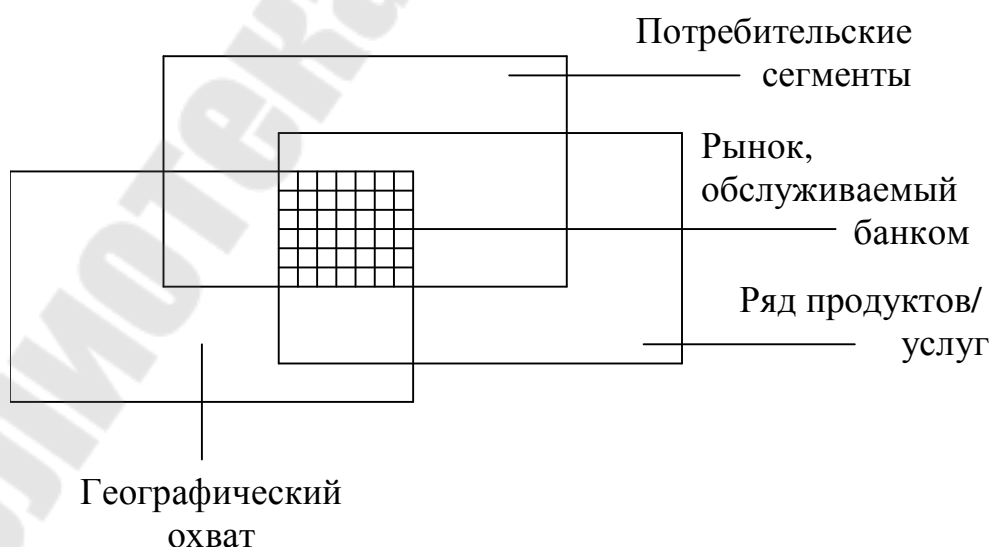 Потребительские
сегменты
Рынок,
обслуживаемый
банком
Ряд продуктов/
услуг
Географический
охват